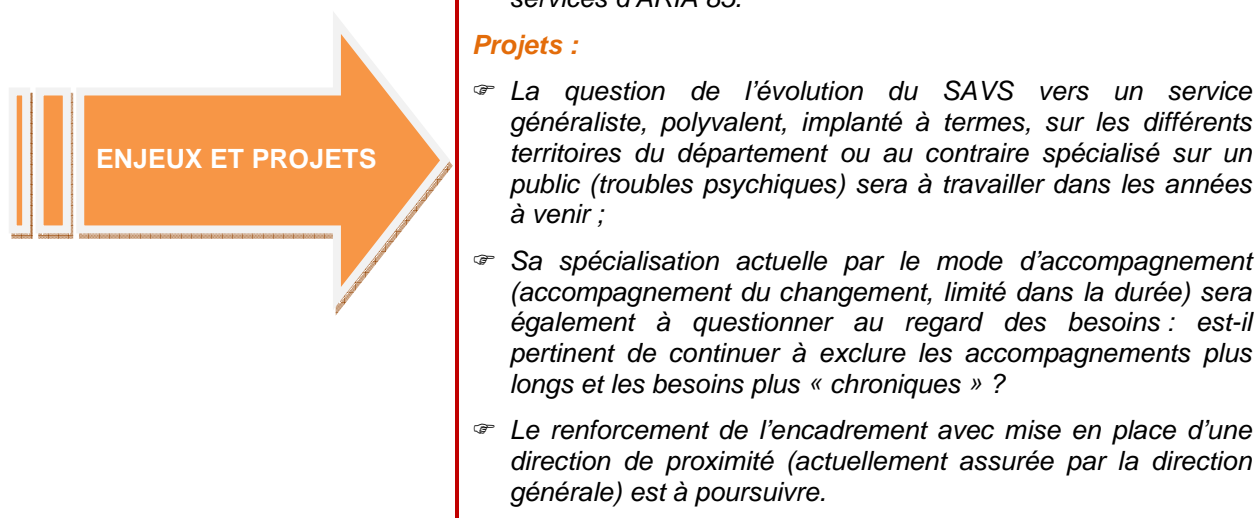 services d'ARIA 85.
ENJEUX ET PROJETS
Projets :
☞ La question de l'évolution du SAVS vers un service
généraliste, polyvalent, implanté à termes, sur les différents
territoires du département ou au contraire spécialisé sur un
public (troubles psychiques) sera à travailler dans les années
à venir ;
☞ Sa spécialisation actuelle par le mode d'accompagnement
(accompagnement du changement, limité dans la durée) sera
également à questionner au regard des besoins : est-il
pertinent de continuer à exclure les accompagnements plus
longs et les besoins plus « chroniques » ?
☞ Le renforcement de l'encadrement avec mise en place d'une
direction de proximité (actuellement assurée par la direction
générale) est à poursuivre.